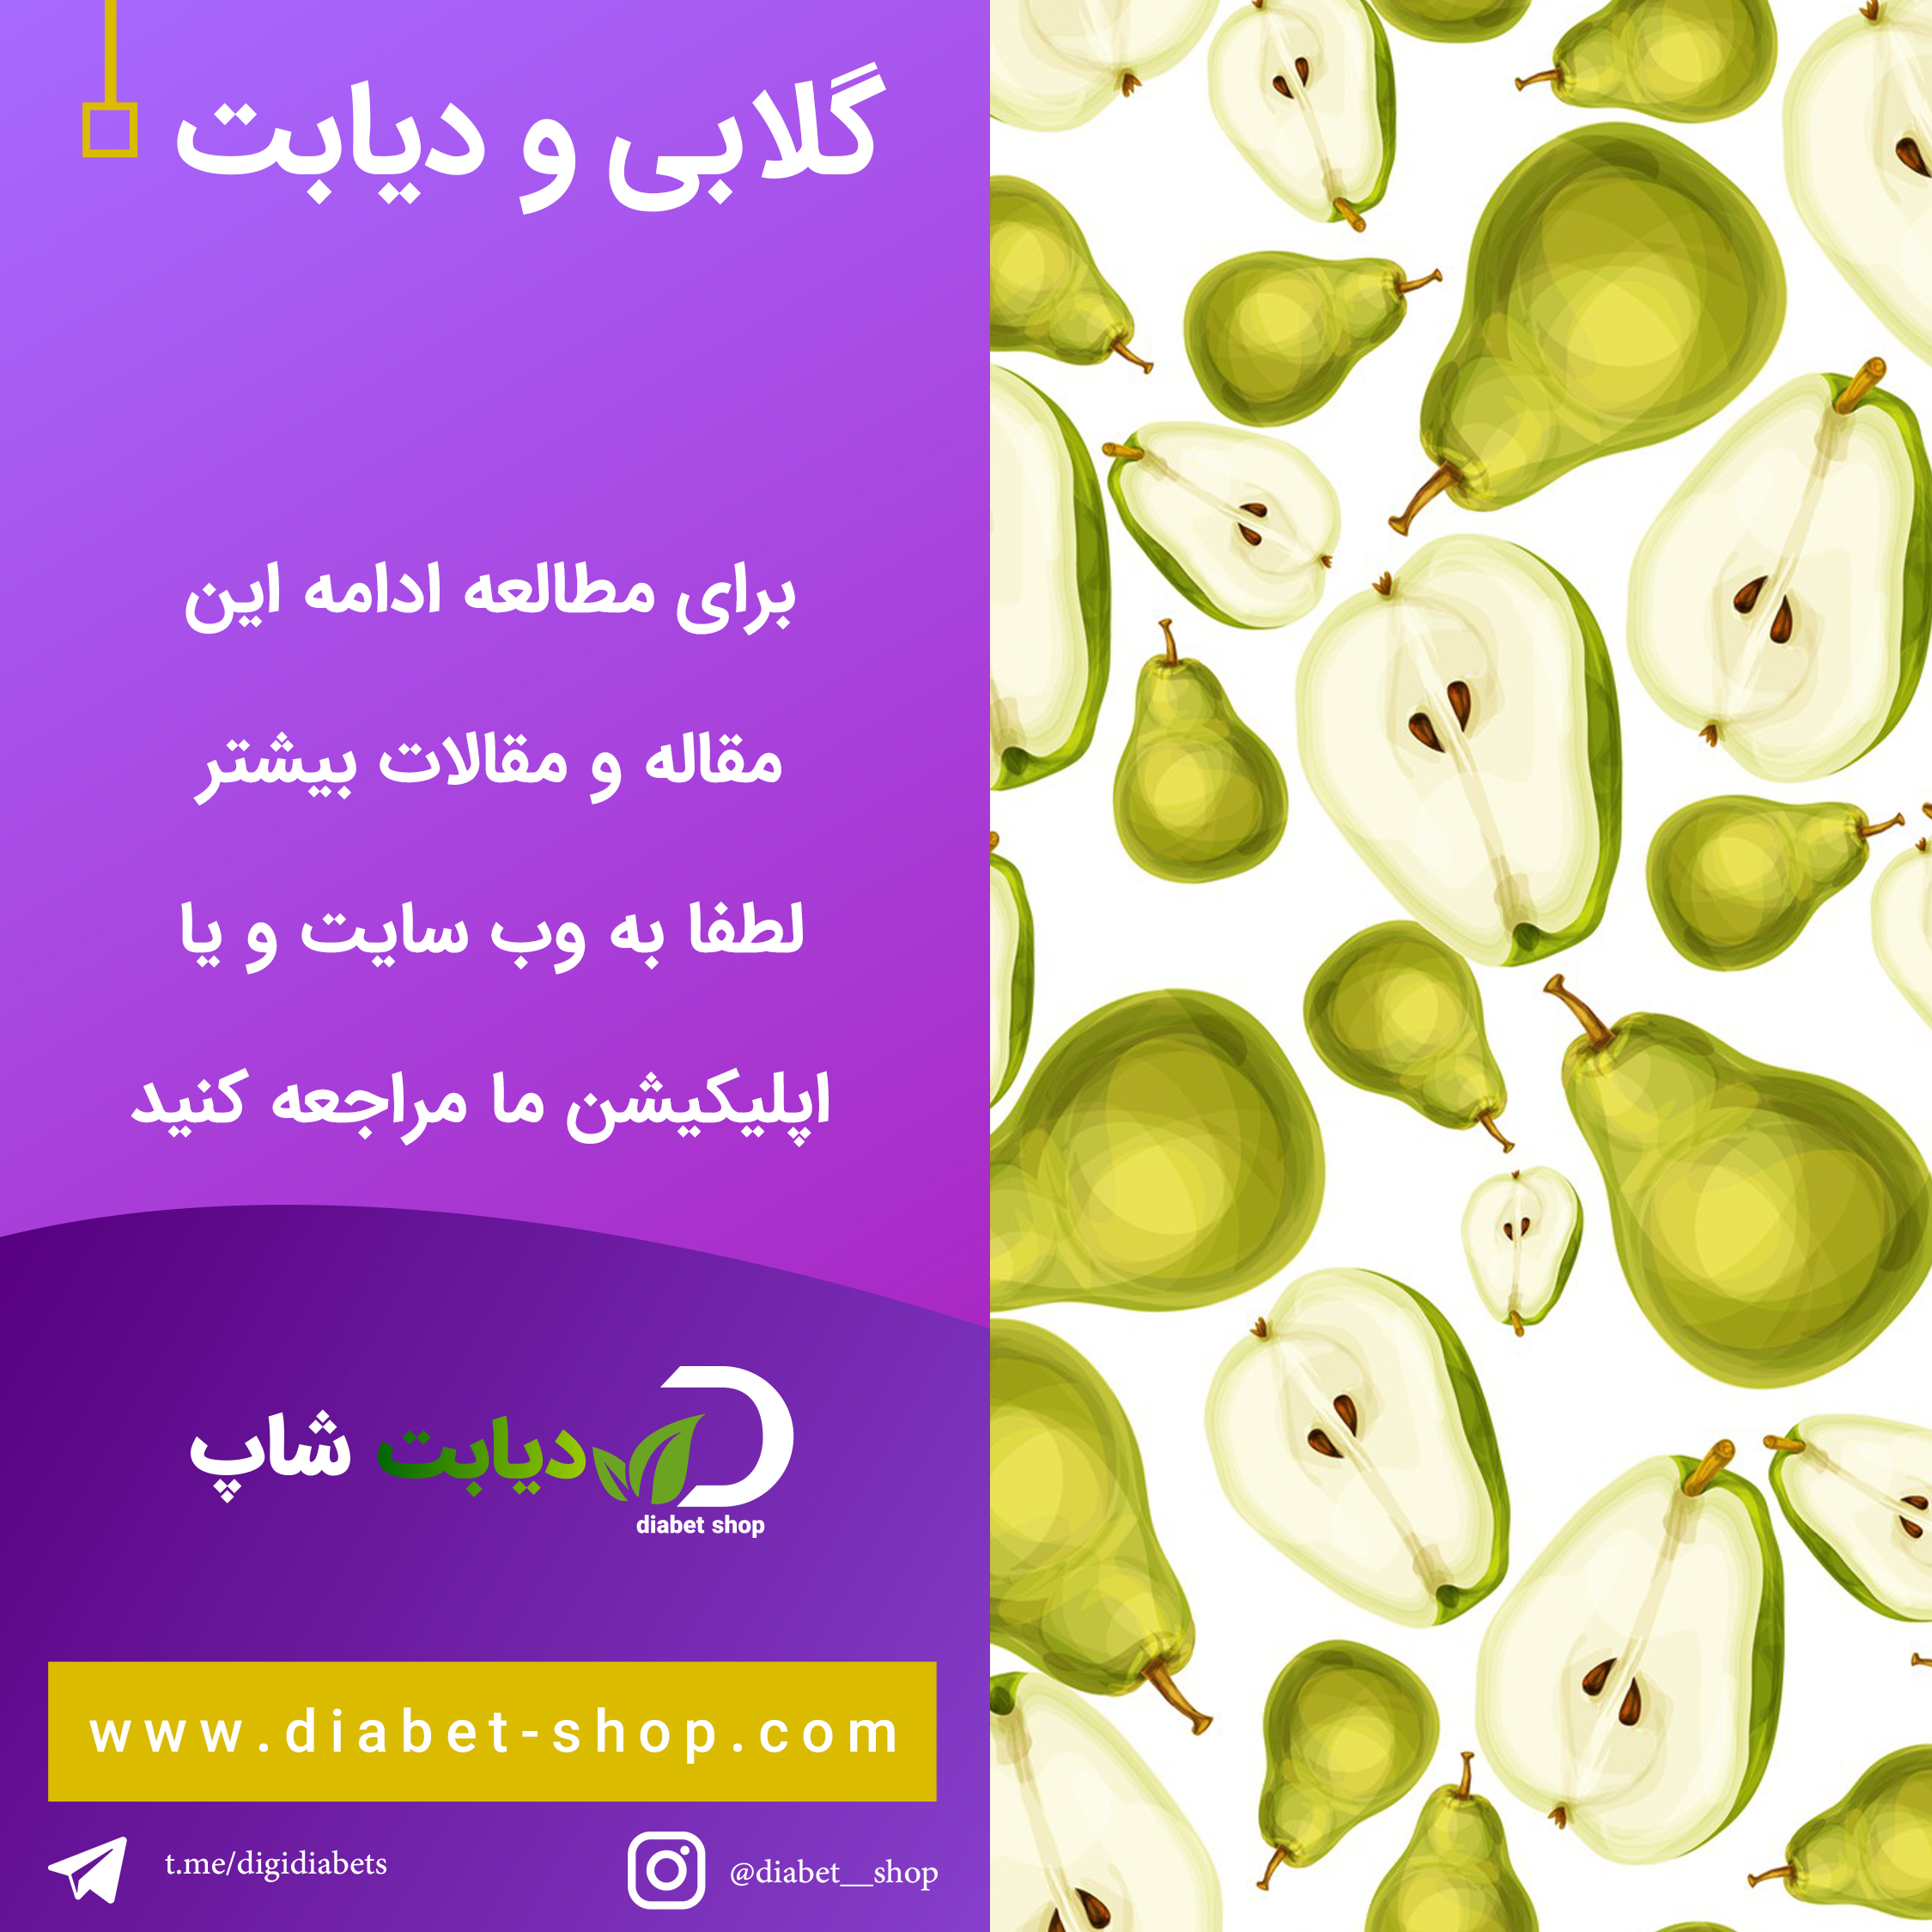 گلابی و دیابت
برای مطالعه ادامه این
مقاله و مقالات بیشتر
لطفا به وب سایت و یا
اپلیکیشن ما مراجعه کنید
دیابت شاپ
diabet shop
www.diabet-shop.com
t.me/digidiabets
@diabet__shop